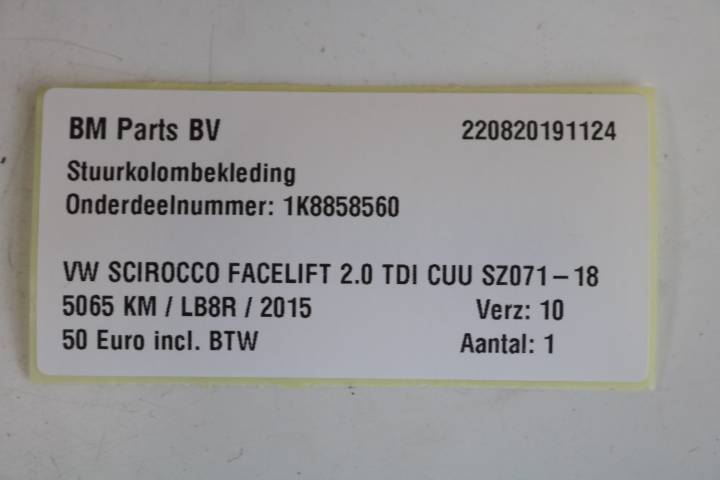 BM Parts BV 220820191124
Stuurkolombekleding
Onderdeelnummer: 1K8858560
VW SCIROCCO FACELIFT 2.0 TDI CUU SZ071-18
5065 KM / LB8R / 2015 Verz: 10
50 Euro incl. BTW Aantal: 1